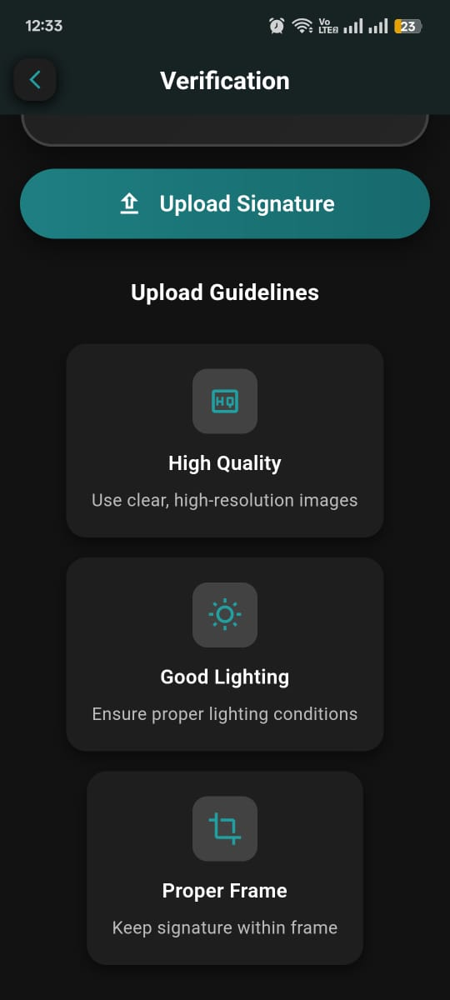 12:33
Vo
LTE
23
Verification
Upload Signature
Upload Guidelines
HQ
High Quality
Use clear, high-resolution images
Good Lighting
Ensure proper lighting conditions
Proper Frame
Keep signature within frame